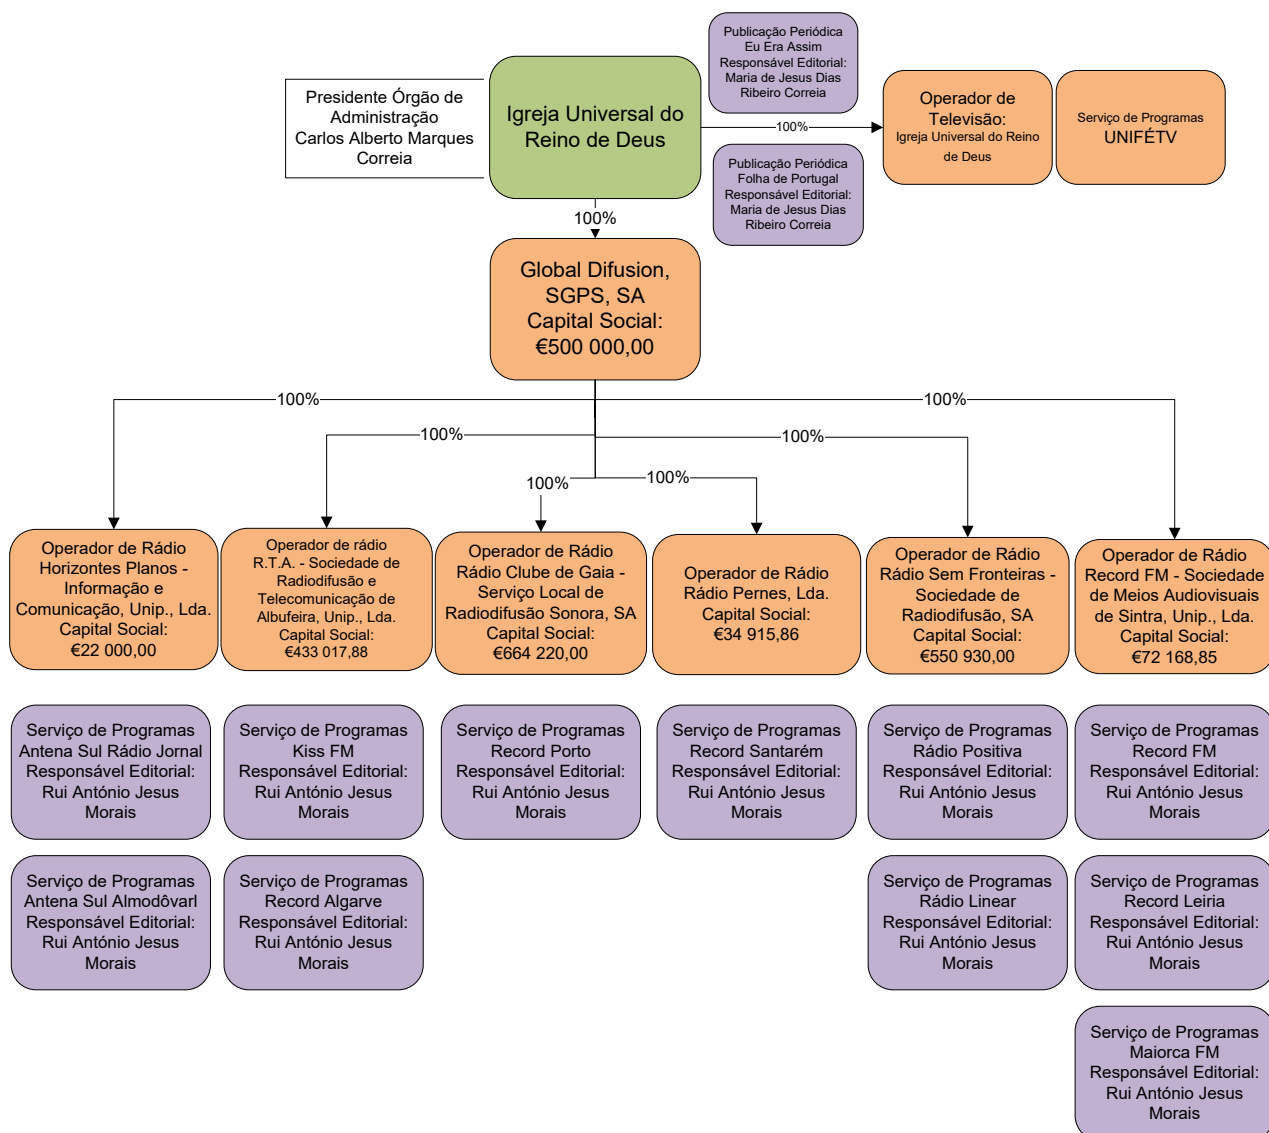 Publicação Periódica
Eu Era Assim
Responsável Editorial:
Maria de Jesus Dias
Ribeiro Correia
Presidente Órgão de
Administração
Carlos Alberto Marques
Correia
Igreja Universal do
Reino de Deus
100%
Operador de
Televisão:
Igreja Universal do Reino
de Deus
Serviço de Programas
UNIFÉTV
Publicação Periódica
Folha de Portugal
Responsável Editorial:
Maria de Jesus Dias
Ribeiro Correia
100%
Global Difusion,
SGPS, SA
Capital Social:
€500 000,00
100%
100%
100%
100%
100%
100%
Operador de Rádio
Horizontes Planos -
Informação e
Comunicação, Unip., Lda.
Capital Social:
€22 000,00
Operador de rádio
R.T.A. - Sociedade de
Radiodifusão e
Telecomunicação de
Albufeira, Unip., Lda.
Capital Social:
€433 017,88
Operador de Rádio
Rádio Clube de Gaia -
Serviço Local de
Radiodifusão Sonora, SA
Capital Social:
€664 220,00
Operador de Rádio
Rádio Pernes, Lda.
Capital Social:
€34 915,86
Operador de Rádio
Rádio Sem Fronteiras -
Sociedade de
Radiodifusão, SA
Capital Social:
€550 930,00
Operador de Rádio
Record FM - Sociedade
de Meios Audiovisuais
de Sintra, Unip., Lda.
Capital Social:
€72 168,85
Serviço de Programas
Antena Sul Rádio Jornal
Responsável Editorial:
Rui António Jesus
Morais
Serviço de Programas
Kiss FM
Responsável Editorial:
Rui António Jesus
Morais
Serviço de Programas
Record Porto
Responsável Editorial:
Rui António Jesus
Morais
Serviço de Programas
Record Santarém
Responsável Editorial:
Rui António Jesus
Morais
Serviço de Programas
Rádio Positiva
Responsável Editorial:
Rui António Jesus
Morais
Serviço de Programas
Record FM
Responsável Editorial:
Rui António Jesus
Morais
Serviço de Programas
Antena Sul Almodôvarl
Responsável Editorial:
Rui António Jesus
Morais
Serviço de Programas
Record Algarve
Responsável Editorial:
Rui António Jesus
Morais
Serviço de Programas
Rádio Linear
Responsável Editorial:
Rui António Jesus
Morais
Serviço de Programas
Record Leiria
Responsável Editorial:
Rui António Jesus
Morais
Serviço de Programas
Maiorca FM
Responsável Editorial:
Rui António Jesus
Morais